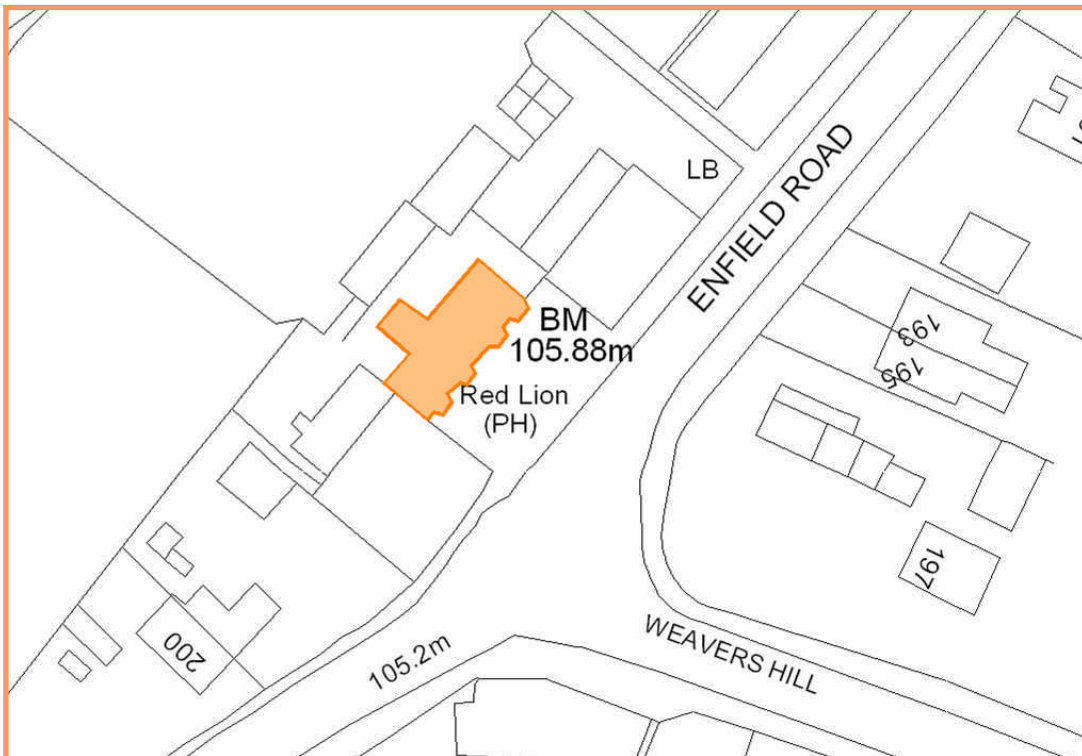 LB
ENFIELD ROAD
BM
105.88m
Red Lion
(PH)
193
195
197
WEAVERS HILL
105.2m
200